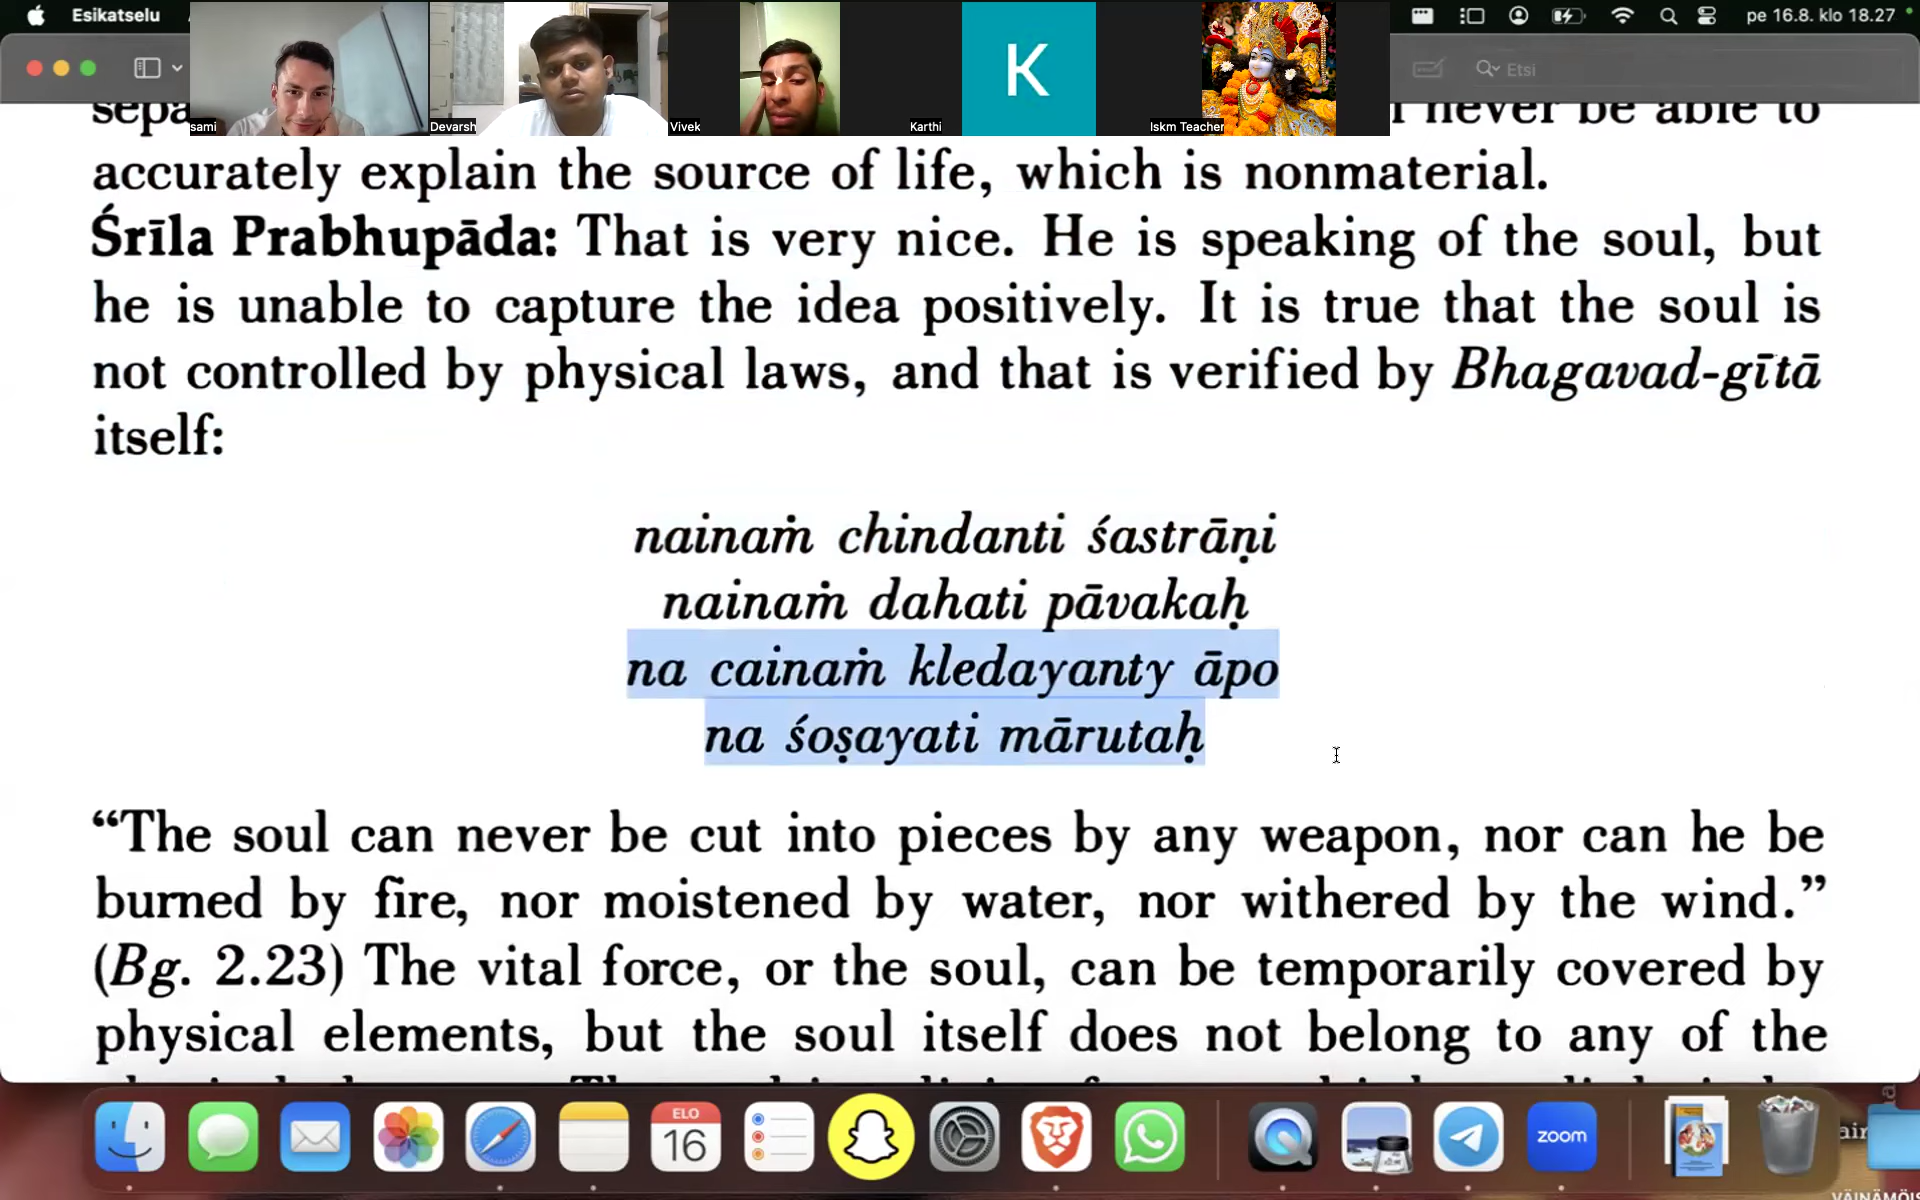 Esikatselu
pe 16.8. klo 18.27
sami
Devarsh
Vivek
Karthi
K
Iskm Teacher
Etsi
sepa never be able to
accurately explain the source of life, which is nonmaterial.
Śrīla Prabhupāda: That is very nice. He is speaking of the soul, but
he is unable to capture the idea positively. It is true that the soul is
not controlled by physical laws, and that is verified by Bhagavad-gītā
itself:
nainaṁ chindanti śastrāṇi
nainaṁ dahati pāvakaḥ
na cainaṁ kledayanty āpo
na śoṣayati mārutaḥ
“The soul can never be cut into pieces by any weapon, nor can he be
burned by fire, nor moistened by water, nor withered by the wind.”
(Bg. 2.23) The vital force, or the soul, can be temporarily covered by
physical elements, but the soul itself does not belong to any of the
ELO
16
zoom